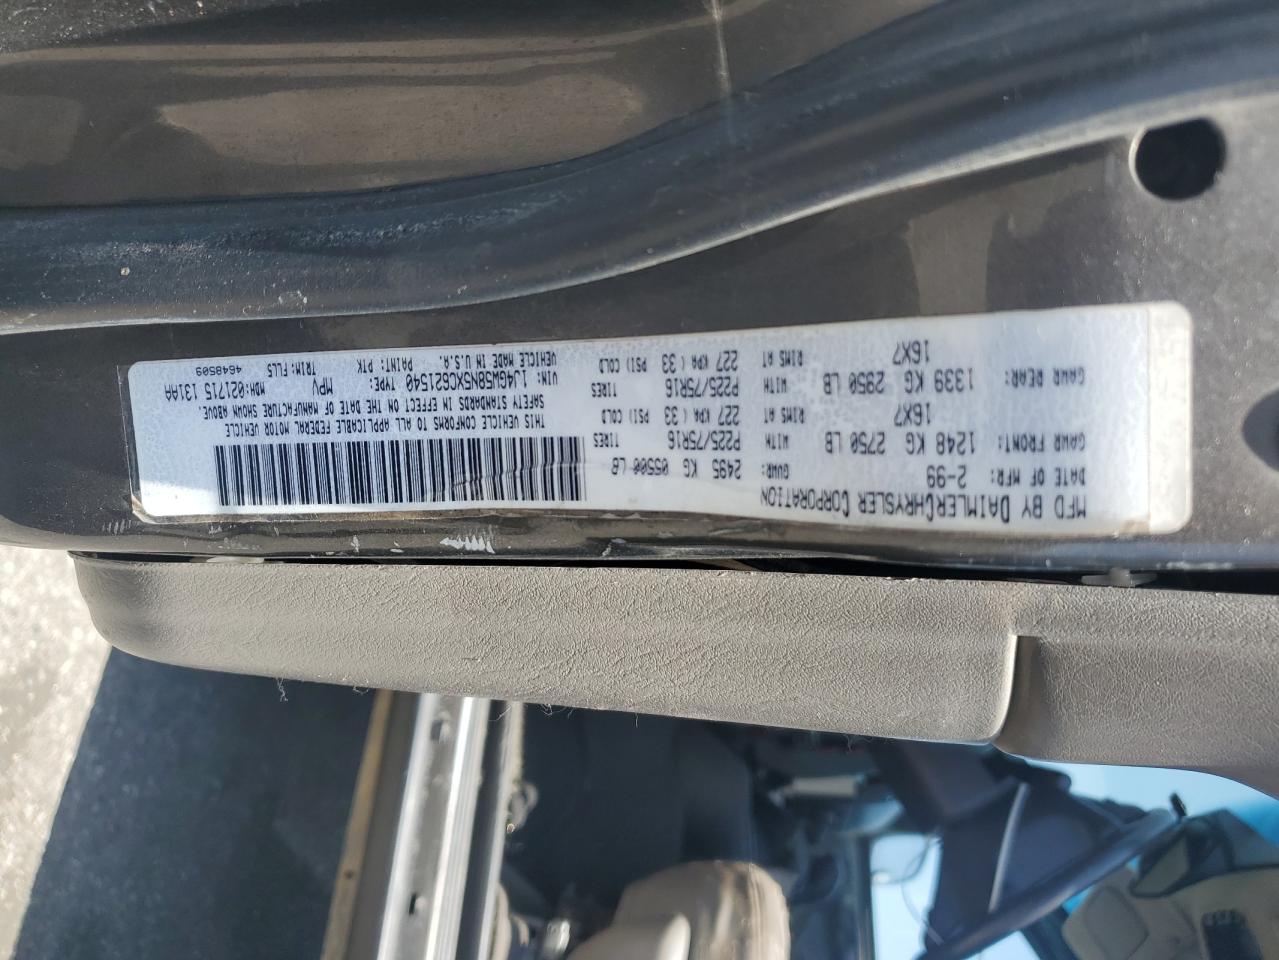 MFD BY DAIMLERCHRYSLER CORPORATION
DATE OF MFR: 2-99 GVWR: 2495 KG 05500 LB
GAWR FRONT: 1248 KG 2750 LB WITH P225/75R16 TIRES
16X7 RIMS AT 227 KPA ( 33 PSI) COLD
GAWR REAR: 1339 KG 2950 LB WITH P225/75R16 TIRES
16X7 RIMS AT 227 KPA ( 33 PSI) COLD
THIS VEHICLE CONFORMS TO ALL APPLICABLE FEDERAL MOTOR VEHICLE
SAFETY STANDARDS IN EFFECT ON THE DATE OF MANUFACTURE SHOWN ABOVE.
VIN: 1J4GW58N5XC621540 TYPE: MPV MDH:021715 131AA
VEHICLE MADE IN U.S.A. PAINT: PTK TRIM: FLL5 4648509